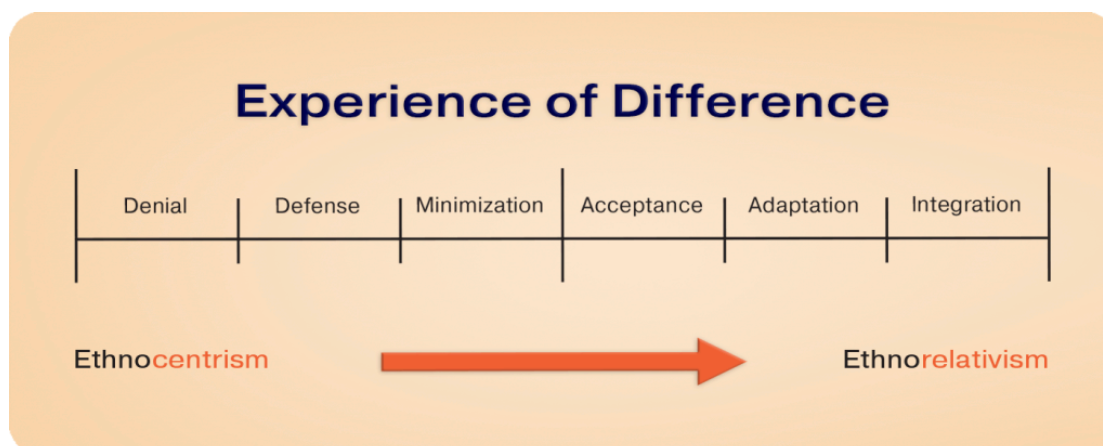 Experience of Difference
Denial Defense Minimization Acceptance Adaptation Integration
Ethnocentrism Ethnorelativism